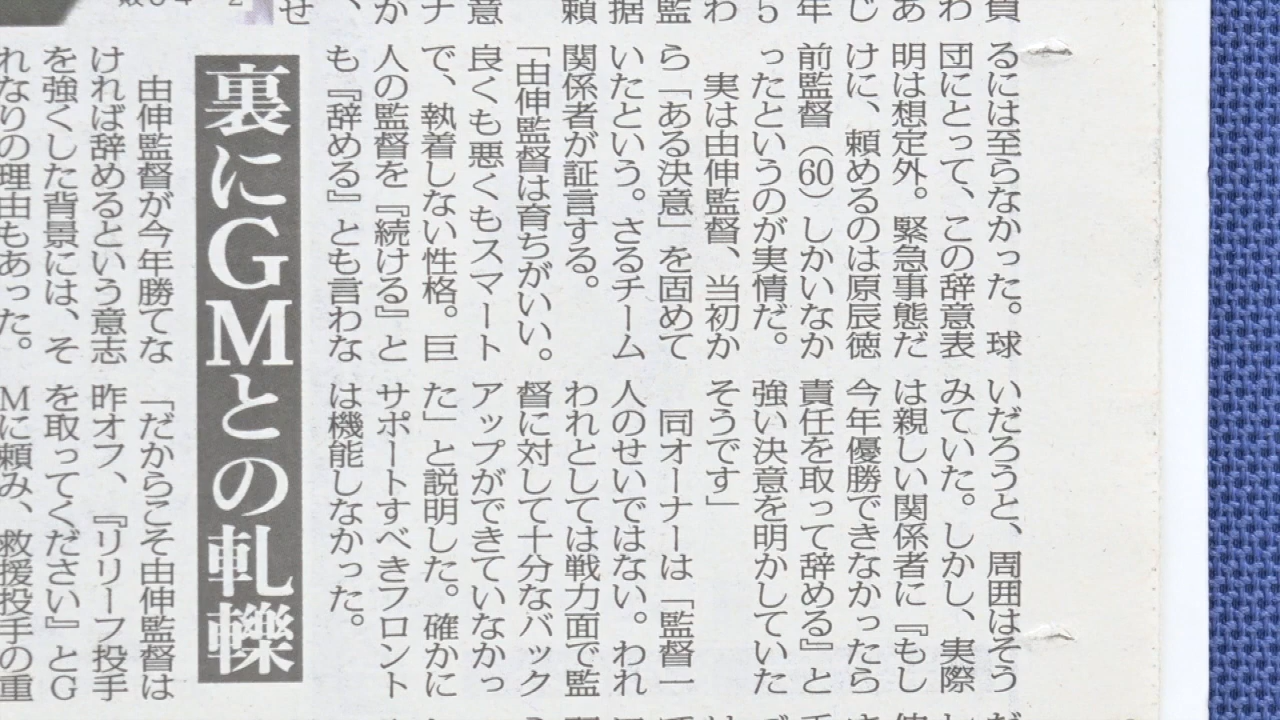 るには至らなかった。球
団にとって、この辞意表
明は想定外。緊急事態だ
けに、頼めるのは原辰徳
前監督（60）しかいなか
ったというのが実情だ。
実は由伸監督、当初か
ら「ある決意」を固めて
いたという。さるチーム
関係者が証言する。
「由伸監督は育ちがいい。
良くも悪くもスマート
で、執着しない性格。巨
人の監督を『続ける』と
も『辞める』とも言わな
いだろうと、周囲はそう
みていた。しかし、実際
は親しい関係者に『もし
今年優勝できなかったら
責任を取って辞める』と
強い決意を明かしていた
そうです」
同オーナーは「監督一
人のせいではない。われ
われとしては戦力面で監
督に対して十分なバック
アップができていなかっ
た」と説明した。確かに
サポートすべきフロント
は機能しなかった。
裏にＧＭとの軋轢
由伸監督が今年勝てな
ければ辞めるという意志
を強くした背景には、そ
れなりの理由もあった。
「だからこそ由伸監督は
昨オフ、『リリーフ投手
を取ってください』とＧ
Ｍに頼み、救援投手の重